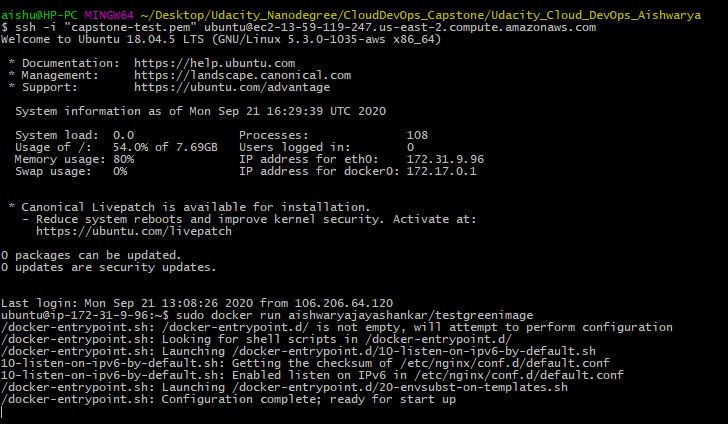 aishu@HP-PC MINGW64 ~/Desktop/Udacity_Nanodegree/CloudDevOps_Capstone/Udacity_Cloud_DevOps_Aishwarya
$ ssh -i "capstone-test.pem" ubuntu@ec2-13-59-119-247.us-east-2.compute.amazonaws.com
Welcome to Ubuntu 18.04.5 LTS (GNU/Linux 5.3.0-1035-aws x86_64)
* Documentation: https://help.ubuntu.com
* Management: https://landscape.canonical.com
* Support: https://ubuntu.com/advantage
System information as of Mon Sep 21 16:29:39 UTC 2020
System load: 0.0 Processes: 108
Usage of /: 54.0% of 7.69GB Users logged in: 0
Memory usage: 80% IP address for eth0: 172.31.9.96
Swap usage: 0% IP address for docker0: 172.17.0.1
* Canonical Livepatch is available for installation.
- Reduce system reboots and improve kernel security. Activate at:
https://ubuntu.com/livepatch
0 packages can be updated.
0 updates are security updates.
Last login: Mon Sep 21 13:08:26 2020 from 106.206.64.120
ubuntu@ip-172-31-9-96:~$ sudo docker run aishwaryajayashankar/testgreenimage
/docker-entrypoint.sh: /docker-entrypoint.d/ is not empty, will attempt to perform configuration
/docker-entrypoint.sh: Looking for shell scripts in /docker-entrypoint.d/
/docker-entrypoint.sh: Launching /docker-entrypoint.d/10-listen-on-ipv6-by-default.sh
10-listen-on-ipv6-by-default.sh: Getting the checksum of /etc/nginx/conf.d/default.conf
10-listen-on-ipv6-by-default.sh: Enabled listen on IPv6 in /etc/nginx/conf.d/default.conf
/docker-entrypoint.sh: Launching /docker-entrypoint.d/20-envsubst-on-templates.sh
/docker-entrypoint.sh: Configuration complete; ready for start up